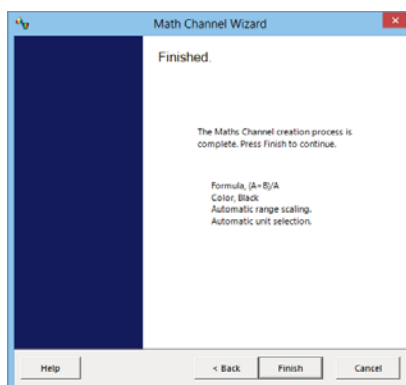 Math Channel Wizard
Finished.
The Maths Channel creation process is
complete. Press Finish to continue.
Formula, (A÷B)/A
Color, Black
Automatic range scaling.
Automatic unit selection.
Help
< Back
Finish
Cancel